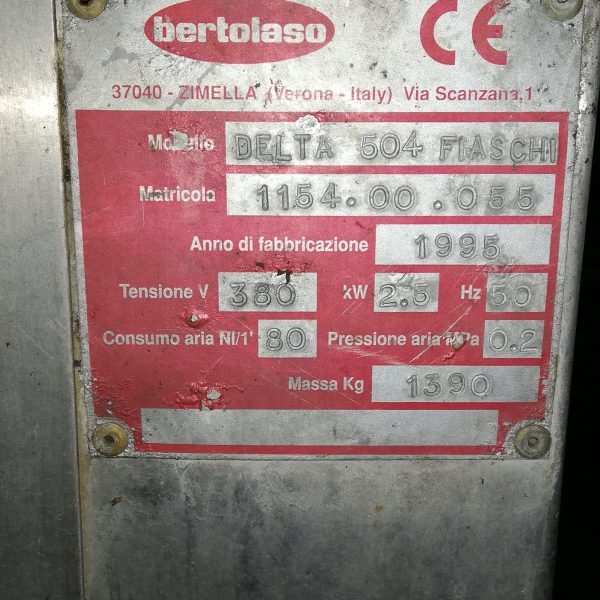 bertolaso CE
37040 - ZIMELLA (Verona - Italy) Via Scanzana,1
Modello DELTA 504 FIASCHI
Matricola 1154.00.055
Anno di fabbricazione 1995
Tensione V 380 kW 2.5 Hz 50
Consumo aria Nl/1' 80 Pressione aria MPa 0.2
Massa Kg 1390